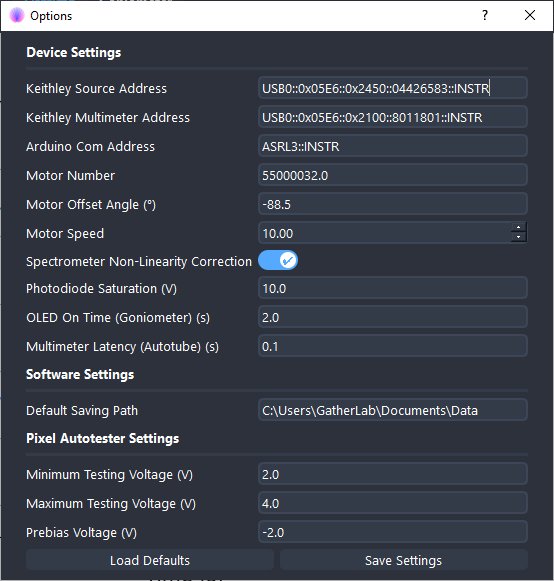 Options
Device Settings
Keithley Source Address USB0::0x05E6::0x2450::04426583::INSTR
Keithley Multimeter Address USB0::0x05E6::0x2100::8011801::INSTR
Arduino Com Address ASRL3::INSTR
Motor Number 55000032.0
Motor Offset Angle (°) -88.5
Motor Speed 10.00
Spectrometer Non-Linearity Correction
Photodiode Saturation (V) 10.0
OLED On Time (Goniometer) (s) 2.0
Multimeter Latency (Autotube) (s) 0.1
Software Settings
Default Saving Path C:\Users\GatherLab\Documents\Data
Pixel Autotester Settings
Minimum Testing Voltage (V) 2.0
Maximum Testing Voltage (V) 4.0
Prebias Voltage (V) -2.0
Load Defaults Save Settings